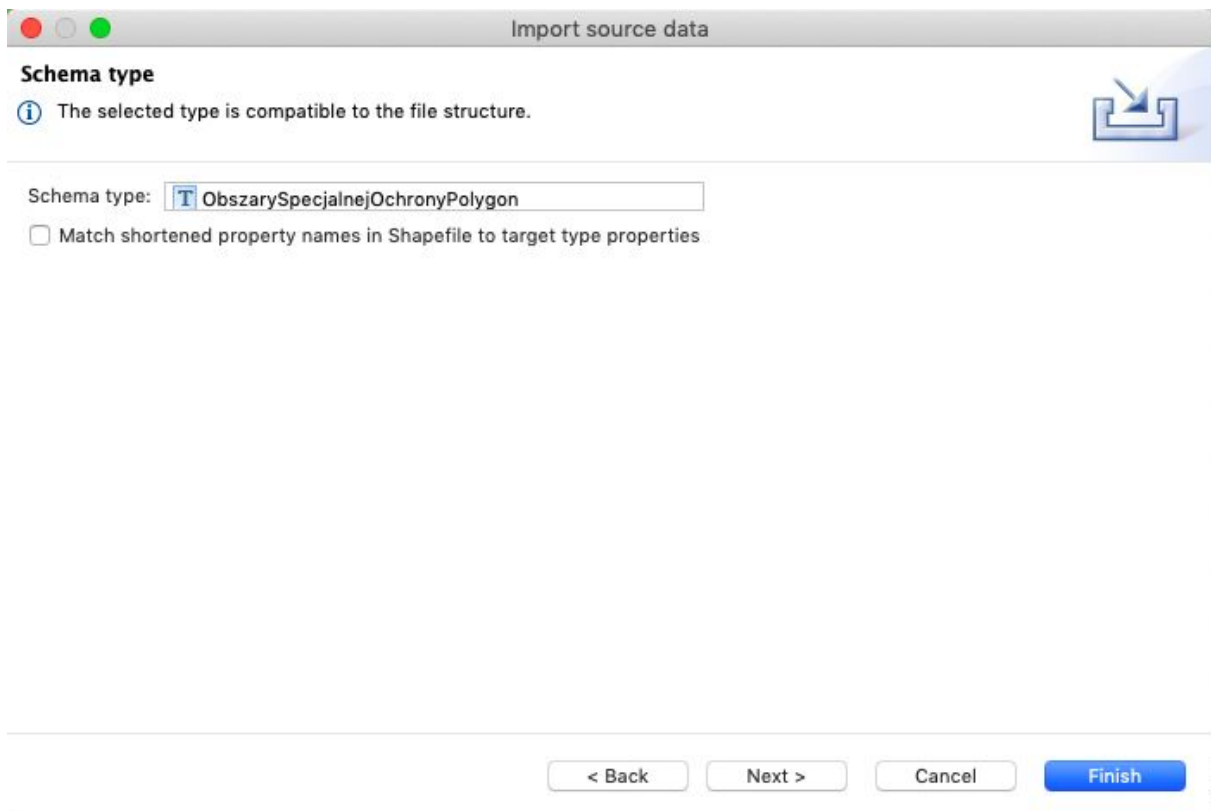 Import source data
Schema type
The selected type is compatible to the file structure.
Schema type: T ObszarySpecjalnejOchronyPolygon
Match shortened property names in Shapefile to target type properties
< Back Next > Cancel Finish